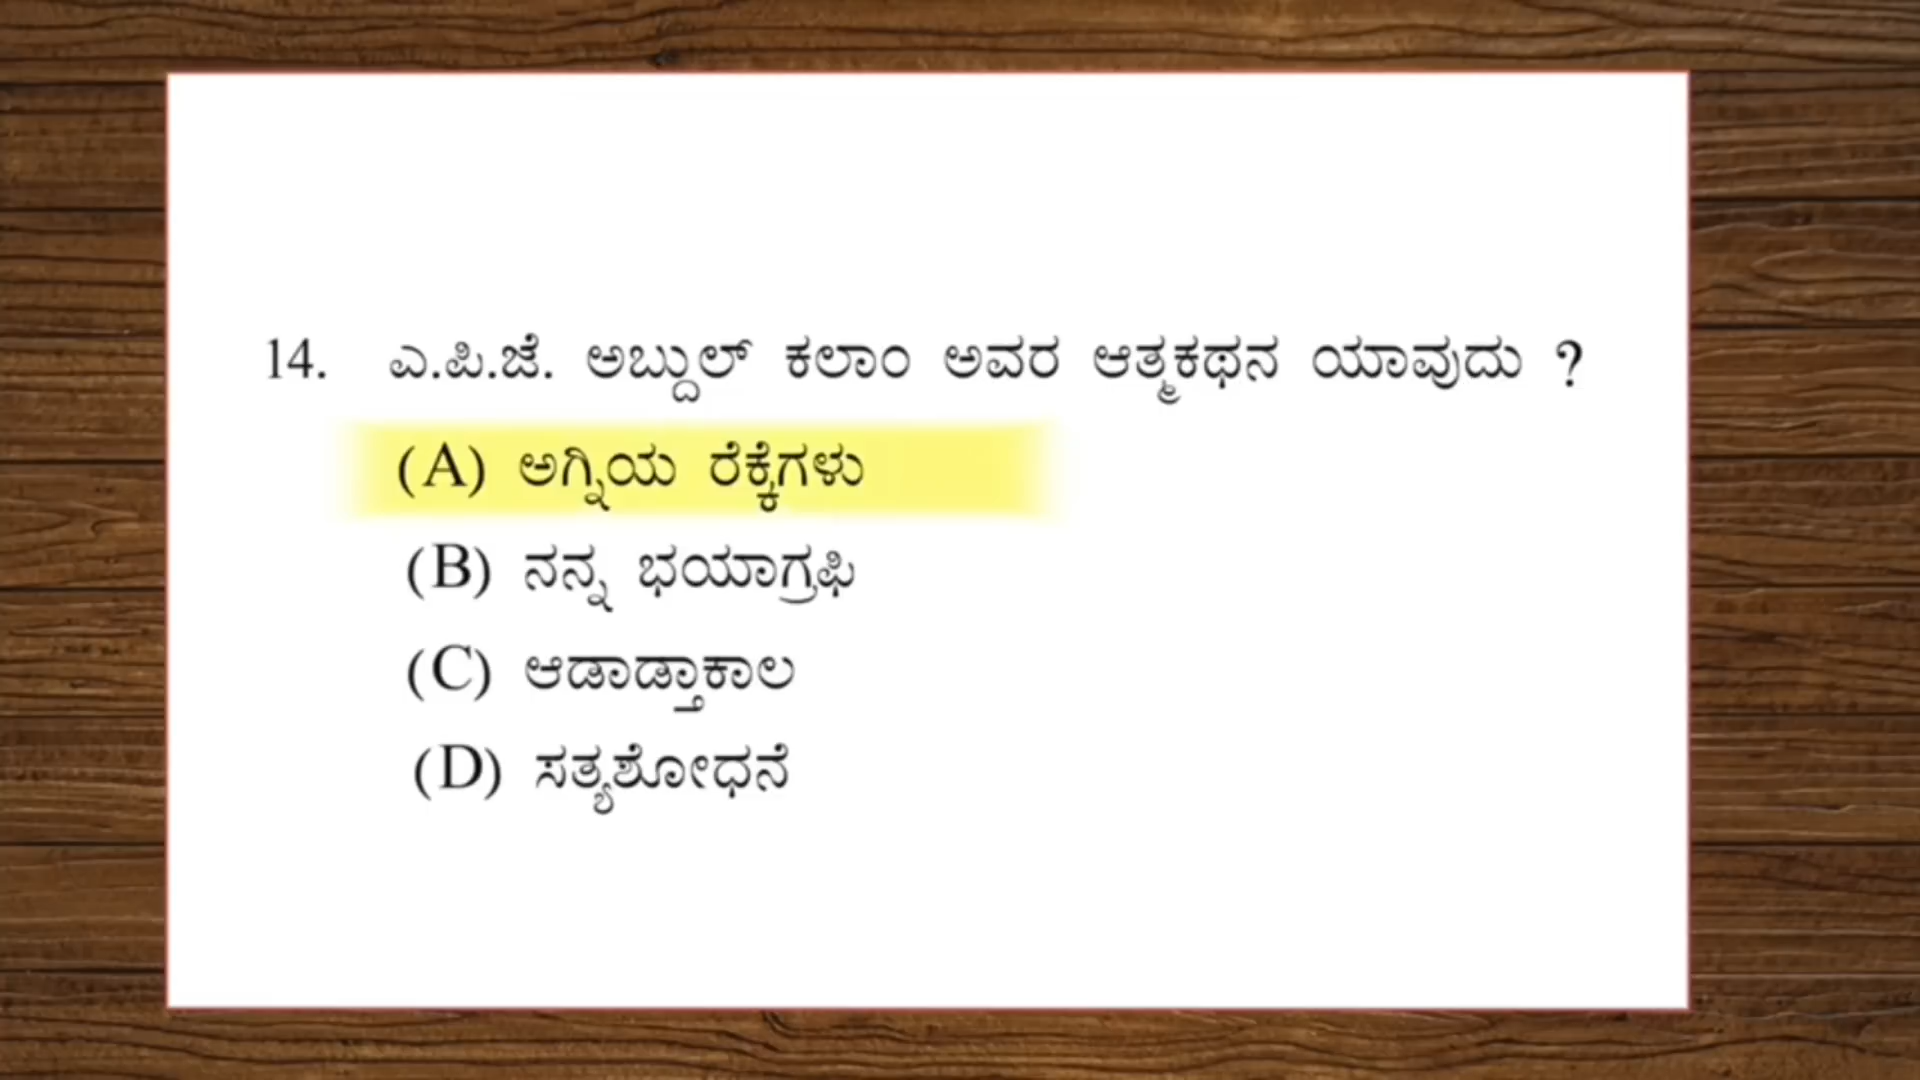 14. ಎ.ಪಿ.ಜೆ. ಅಬ್ದುಲ್ ಕಲಾಂ ಅವರ ಆತ್ಮಕಥನ ಯಾವುದು ?
(A) ಅಗ್ನಿಯ ರೆಕ್ಕೆಗಳು
(B) ನನ್ನ ಭಯಾಗ್ರಫಿ
(C) ಆಡಾಡ್ತಾಕಾಲ
(D) ಸತ್ಯಶೋಧನೆ